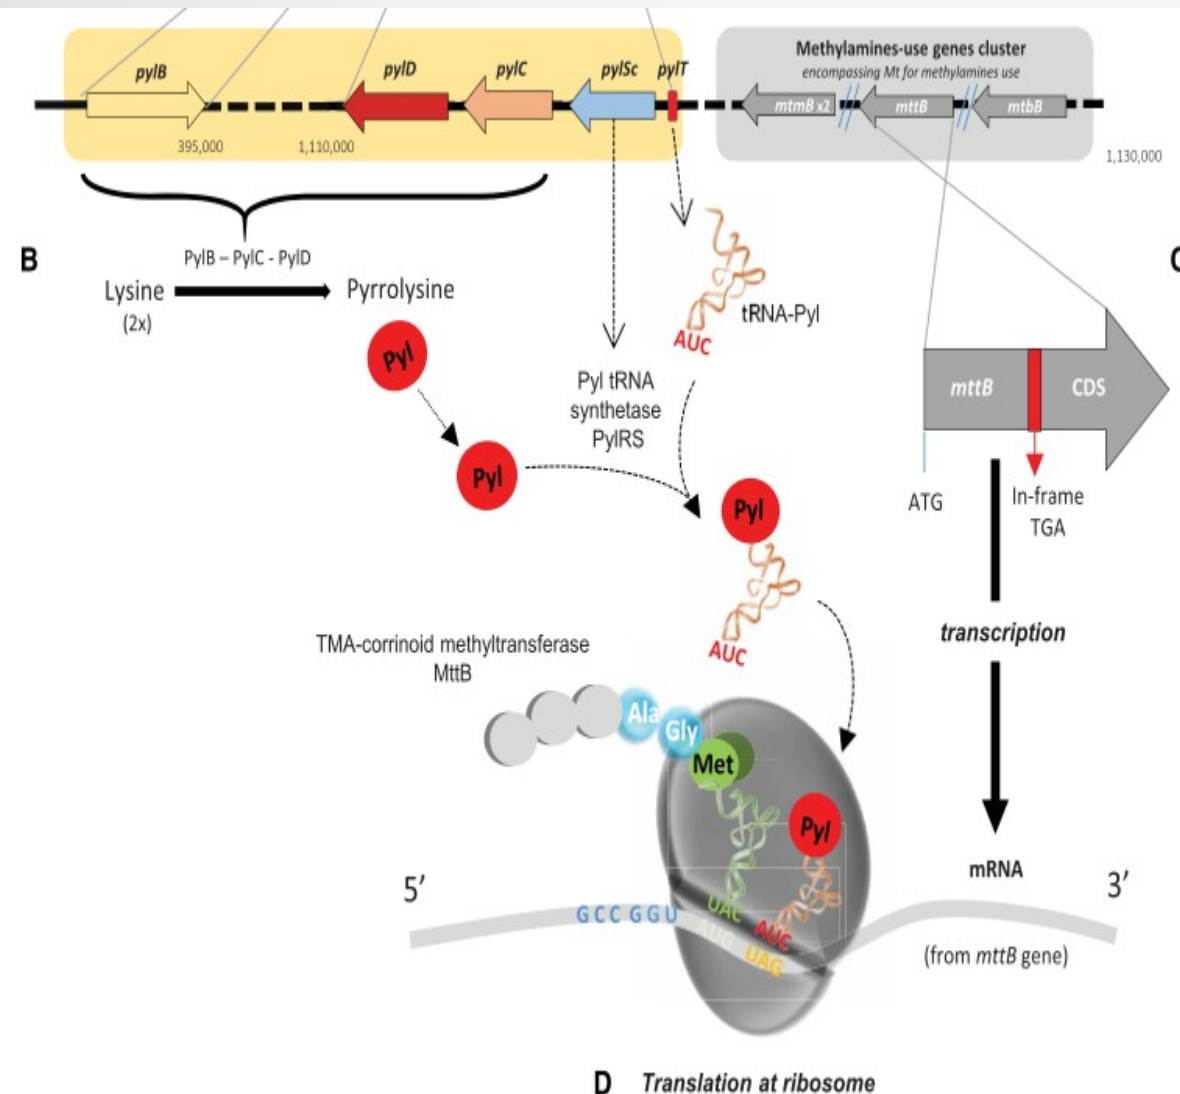 pylB
pylD
pylC
pylSc
pylT
395,000
1,110,000
Methylamines-use genes cluster
encompassing Mt for methylamines use
mtmB x2
mttB
mtbB
1,130,000
B
PylB – PylC - PylD
Lysine
(2x)
Pyrrolysine
Pyl
Pyl
Pyl tRNA
synthetase
PylRS
tRNA-Pyl
AUC
C
mttB
CDS
ATG
In-frame
TGA
Pyl
AUC
transcription
TMA-corrinoid methyltransferase
MttB
Ala
Gly
Met
Pyl
mRNA
5’
3’
GCC GGU
UAC
AUG
AUC
UAG
(from mttB gene)
D Translation at ribosome